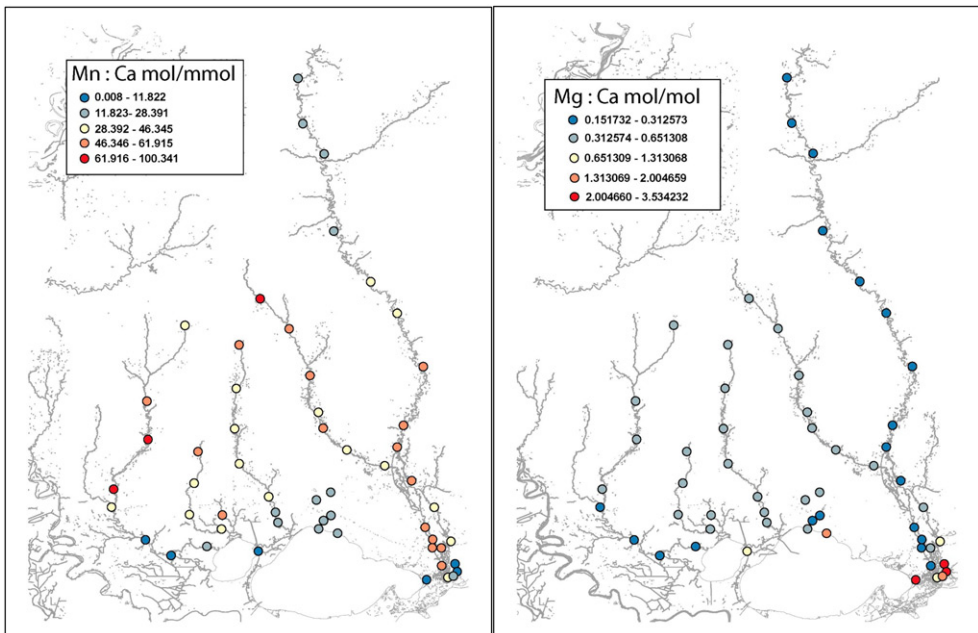 Mn : Ca mol/mmol
0.008 - 11.822
11.823- 28.391
28.392 - 46.345
46.346 - 61.915
61.916 - 100.341
Mg : Ca mol/mol
0.151732 - 0.312573
0.312574 - 0.651308
0.651309 - 1.313068
1.313069 - 2.004659
2.004660 - 3.534232